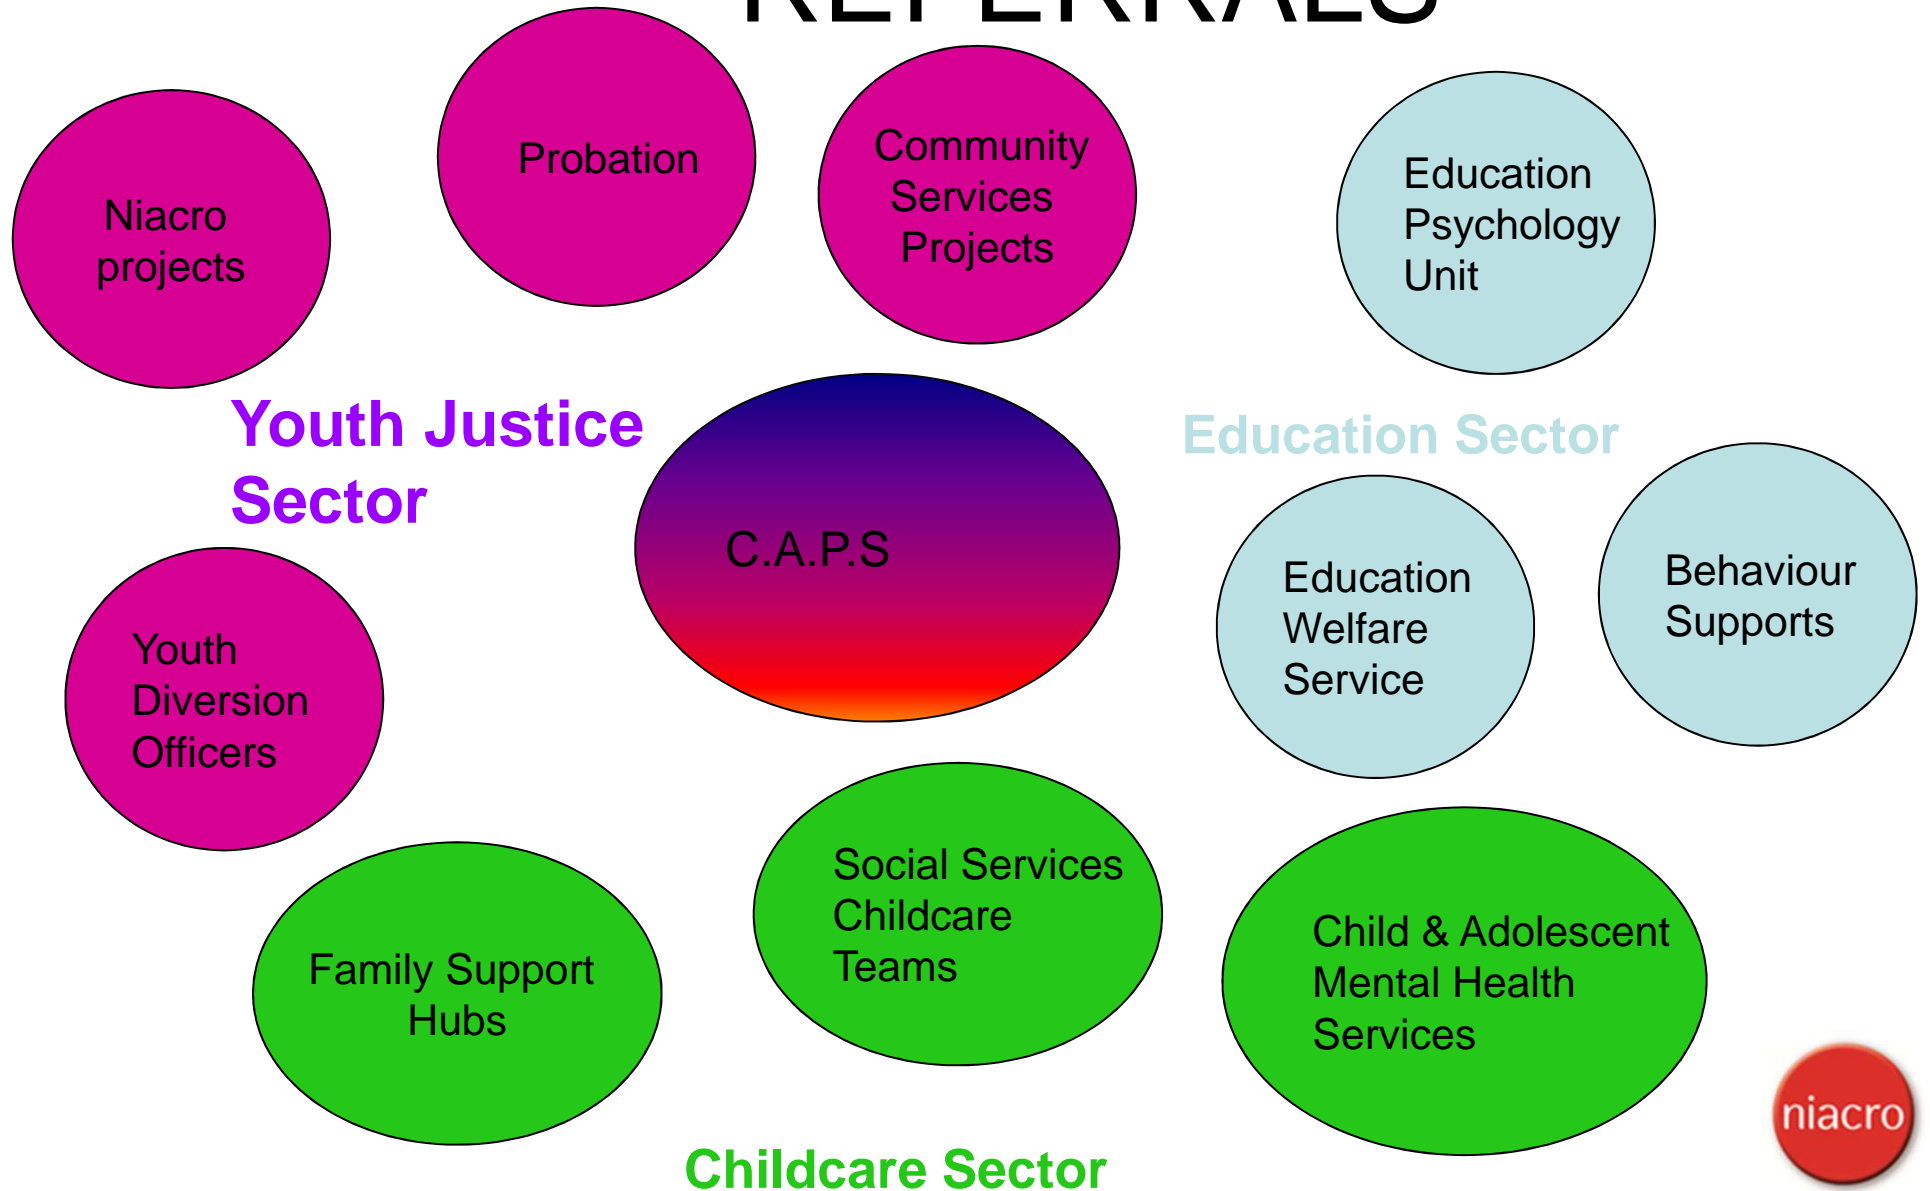 REFERRALS
Niacro
projects
Probation
Community
Services
Projects
Education
Psychology
Unit
Youth Justice
Sector
Education Sector
C.A.P.S
Education
Welfare
Service
Behaviour
Supports
Youth
Diversion
Officers
Family Support
Hubs
Social Services
Childcare
Teams
Child & Adolescent
Mental Health
Services
Childcare Sector
niacro